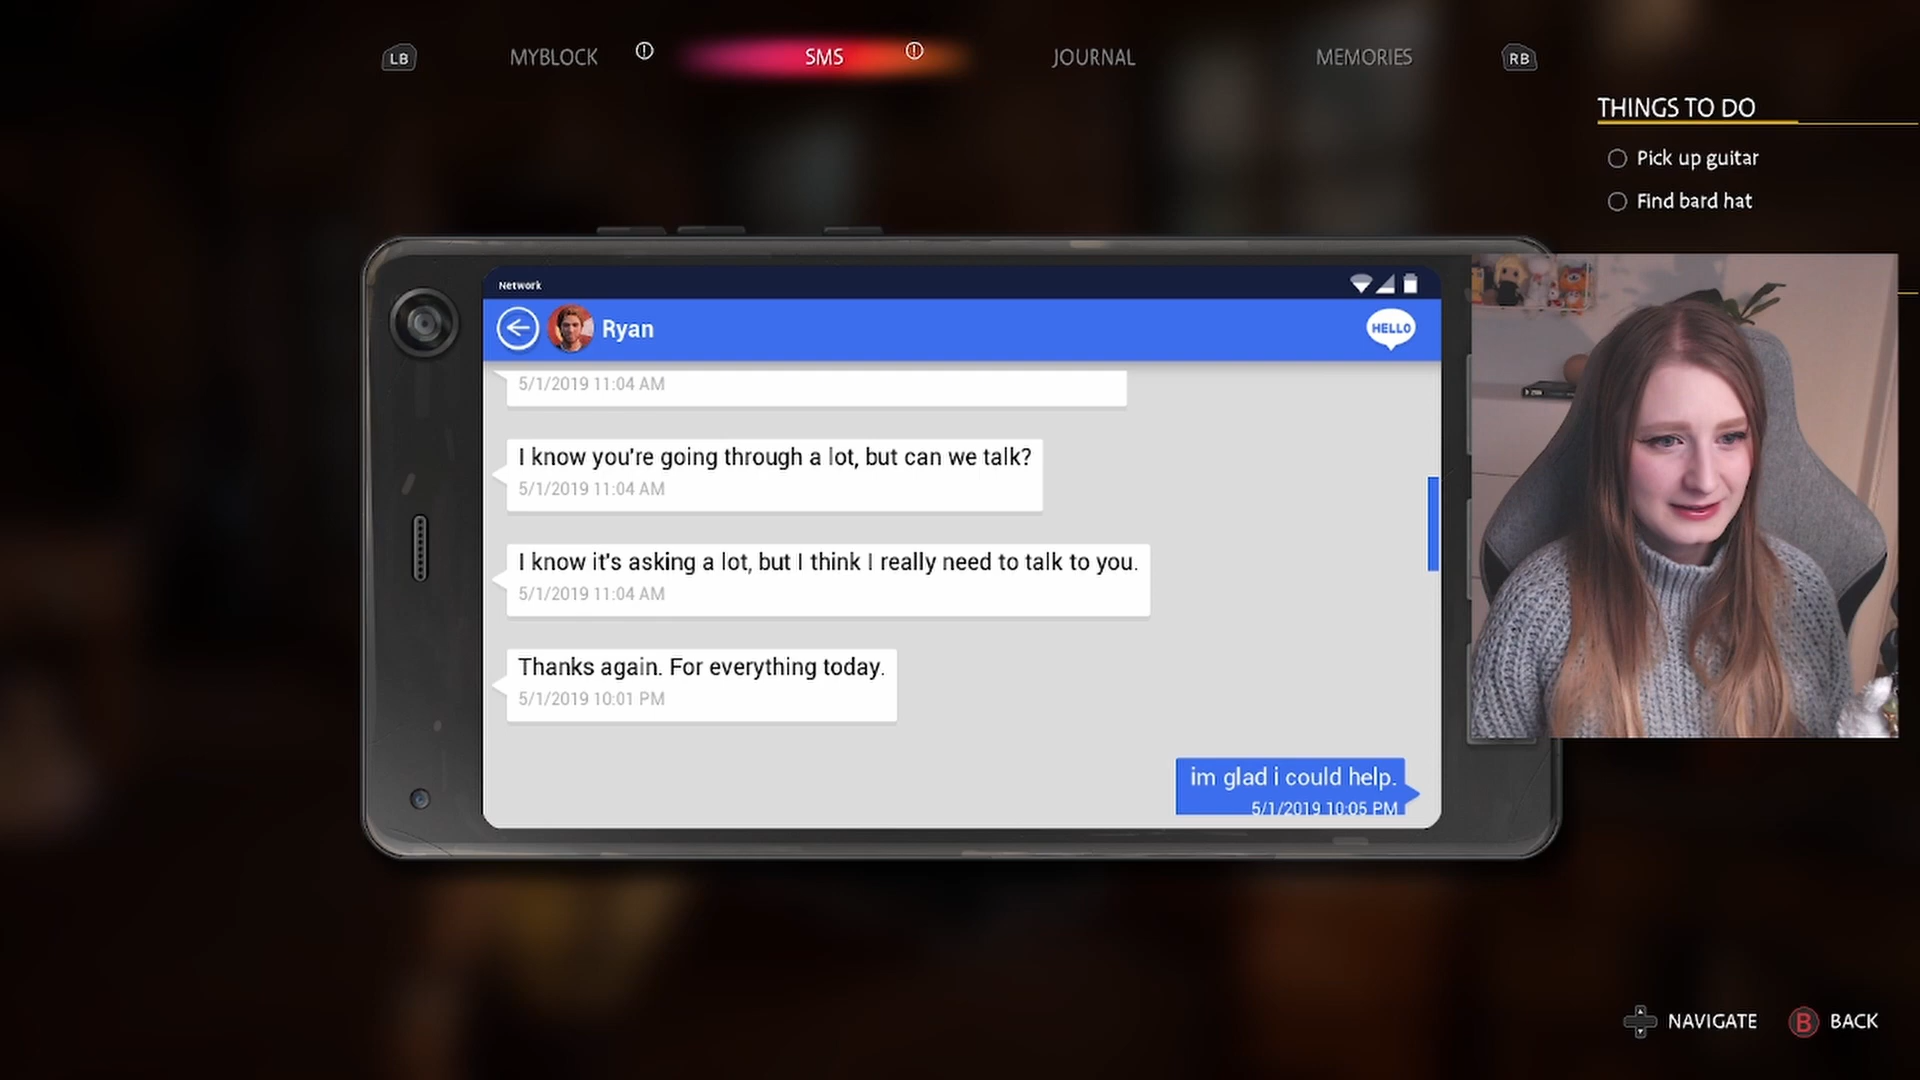 LB
MYBLOCK
SMS
JOURNAL
MEMORIES
RB
THINGS TO DO
Pick up guitar
Find bard hat
Network
Ryan
HELLO
5/1/2019 11:04 AM
I know you're going through a lot, but can we talk?
5/1/2019 11:04 AM
I know it's asking a lot, but I think I really need to talk to you.
5/1/2019 11:04 AM
Thanks again. For everything today.
5/1/2019 10:01 PM
im glad i could help.
5/1/2019 10:05 PM
NAVIGATE
B BACK